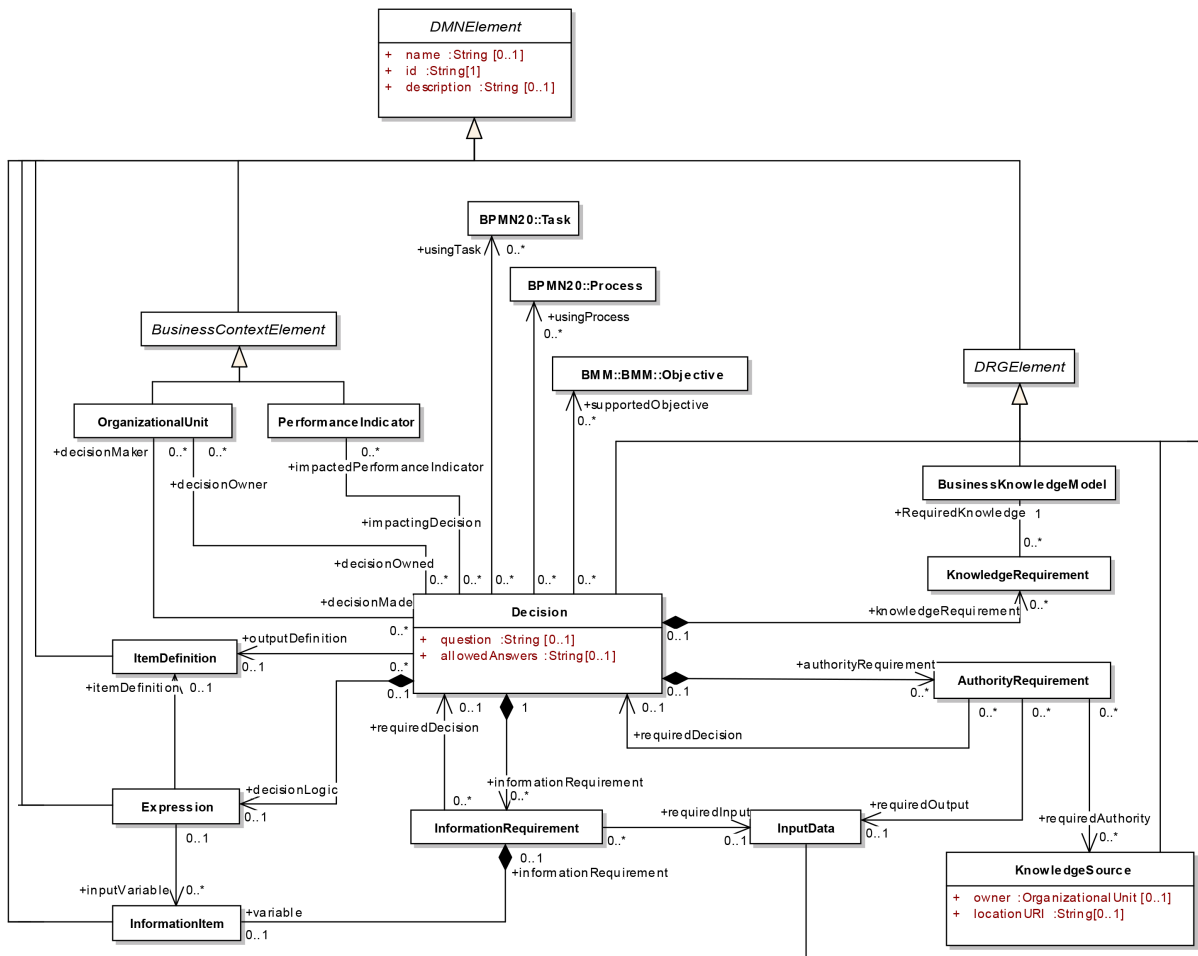 DMNElement
+ name :String [0..1]
+ id :String[1]
+ description :String [0..1]
BPMN20::Task
+usingTask 0..*
BPMN20::Process
+usingProcess
0..*
BusinessContextElement
DRGElement
BMM::BMM::Objective
+supportedObjective
0..*
OrganizationalUnit
PerformanceIndicator
+decisionMaker 0..* 0..*
0..*
+impactedPerformanceIndicator
+decisionOwner
BusinessKnowledgeModel
+RequiredKnowledge 1
+impactingDecision
0..*
+decisionOwned
0..* 0..* 0..* 0..* 0..*
KnowledgeRequirement
+decisionMade
Decision
+knowledgeRequirement 0..*
0..*
0..1
+ question :String [0..1]
+ allowedAnswers :String[0..1]
+outputDefinition
ItemDefinition
0..1
0..*
+authorityRequirement
AuthorityRequirement
0..1
0..*
+itemDefinition 0..1
0..1
0..1
1
0..1
0..* 0..* 0..*
+requiredDecision
+requiredDecision
+informationRequirement
+decisionLogic
0..*
0..*
Expression
0..1
0..1
+requiredInput
+requiredOutput
+requiredAuthority
InformationRequirement
0..*
0..1
InputData
0..1
0..*
0..1
+informationRequirement
KnowledgeSource
+ owner :OrganizationalUnit [0..1]
+ locationURI :String[0..1]
+inputVariable 0..*
InformationItem
+variable
0..1